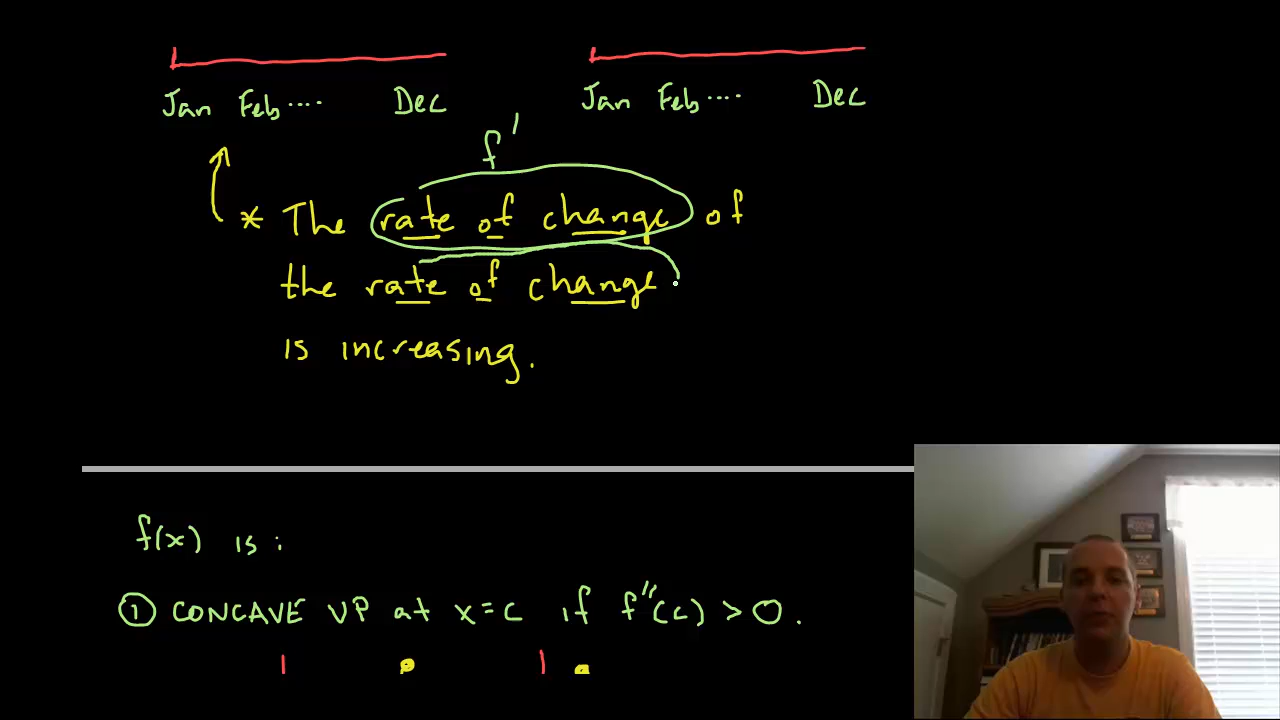 Jan Feb.... Dec Jan Feb.... Dec
f'
* The rate of change of
the rate of change
is increasing.
f(x) is:
① CONCAVE UP at x=c if f"(c) > 0.